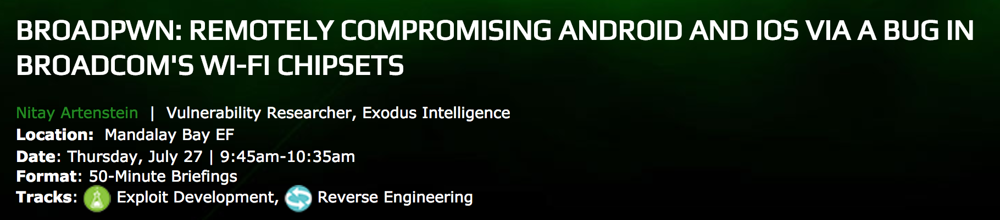 BROADPWN: REMOTELY COMPROMISING ANDROID AND IOS VIA A BUG IN
BROADCOM'S WI-FI CHIPSETS
Nitay Artenstein | Vulnerability Researcher, Exodus Intelligence
Location: Mandalay Bay EF
Date: Thursday, July 27 | 9:45am-10:35am
Format: 50-Minute Briefings
Tracks: Exploit Development, Reverse Engineering